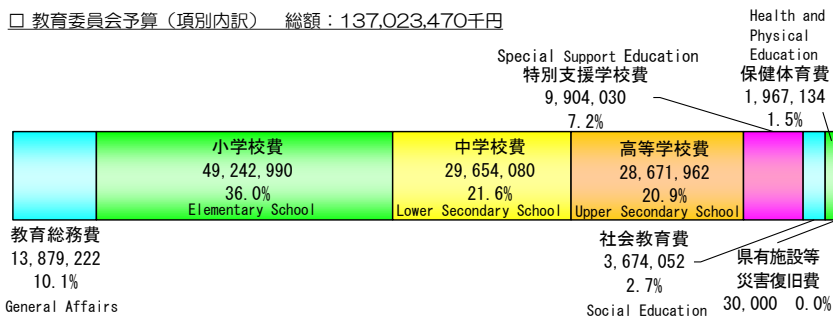 □ 教育委員会予算（項別内訳）　総額：137,023,470千円
Health and
Physical
Education
保健体育費
1,967,134
1.5%
Special Support Education
特別支援学校費
9,904,030
7.2%
小学校費
49,242,990
36.0%
Elementary School
中学校費
29,654,080
21.6%
Lower Secondary School
高等学校費
28,671,962
20.9%
Upper Secondary School
教育総務費
13,879,222
10.1%
General Affairs
社会教育費
3,674,052
2.7%
Social Education
県有施設等
災害復旧費
30,000 0.0%